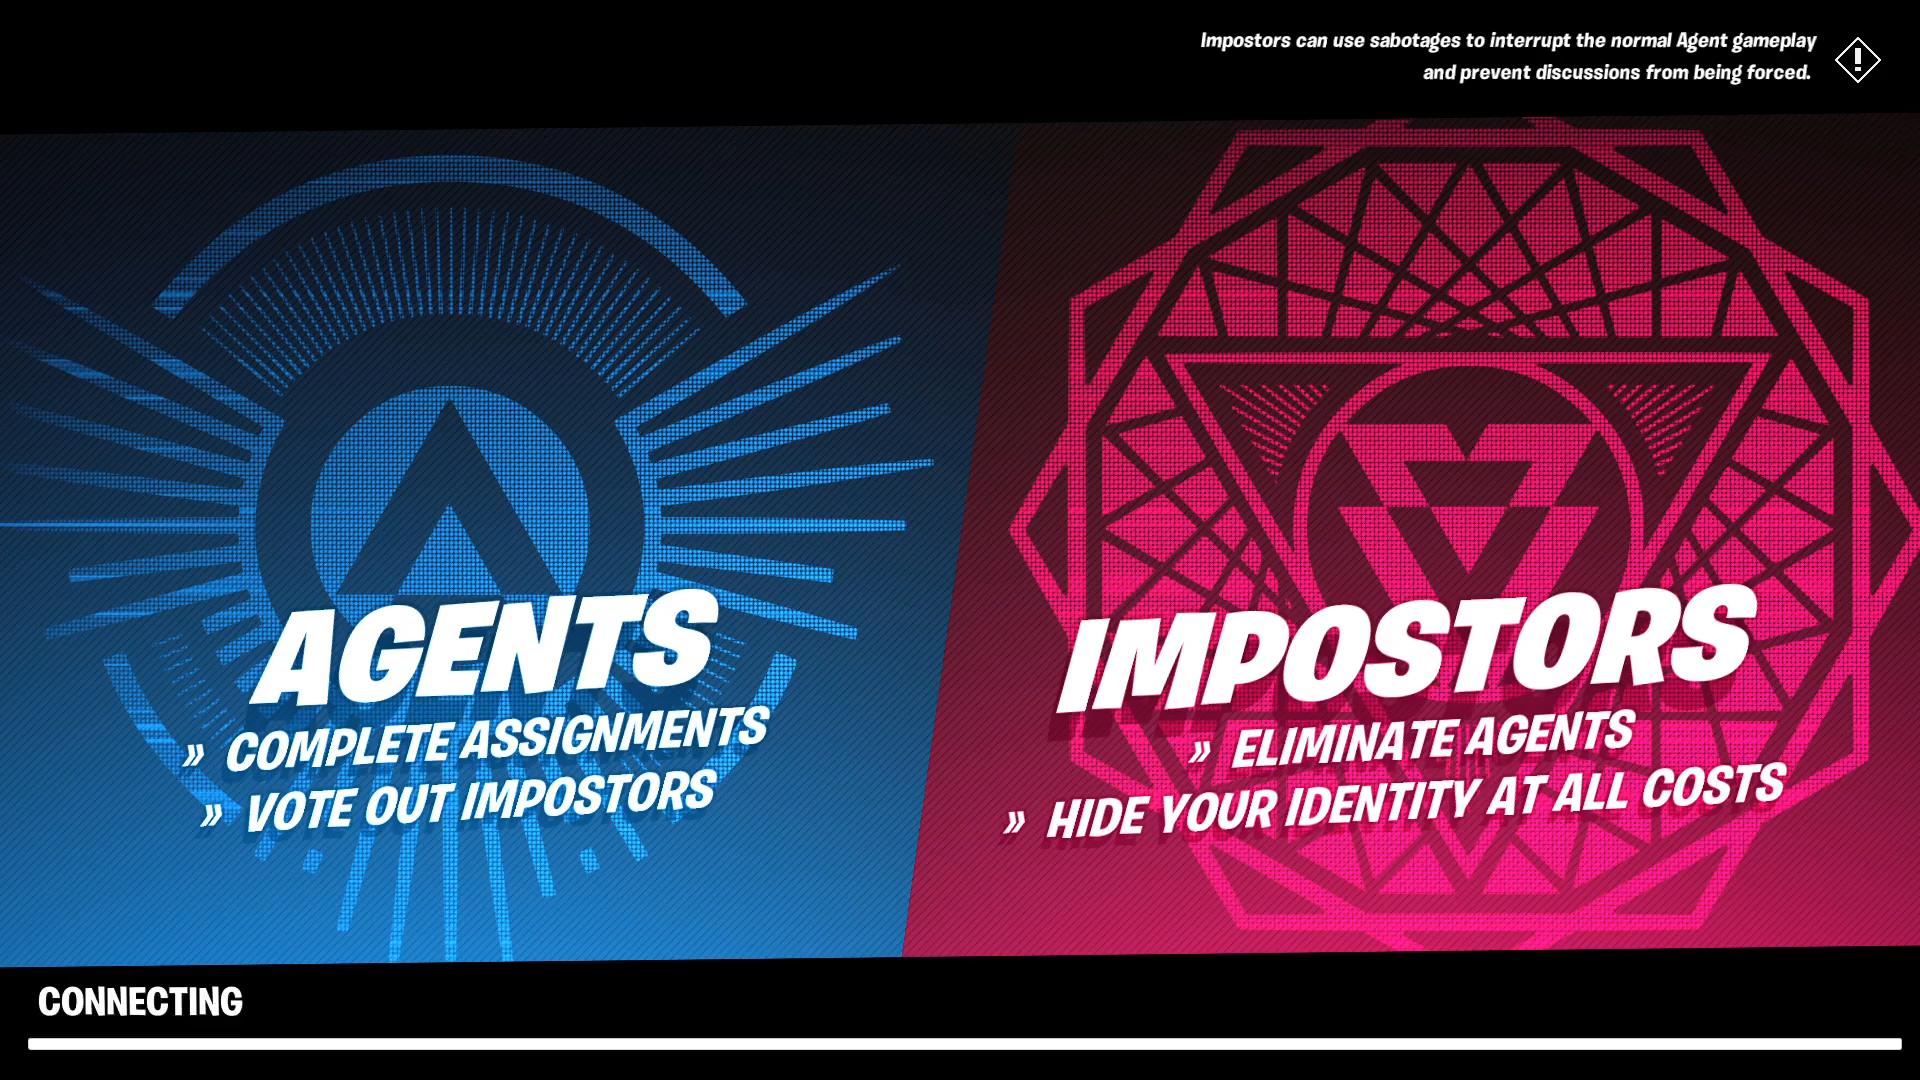 Impostors can use sabotages to interrupt the normal Agent gameplay
and prevent discussions from being forced.
AGENTS
» COMPLETE ASSIGNMENTS
» VOTE OUT IMPOSTORS
IMPOSTORS
» ELIMINATE AGENTS
» HIDE YOUR IDENTITY AT ALL COSTS
CONNECTING